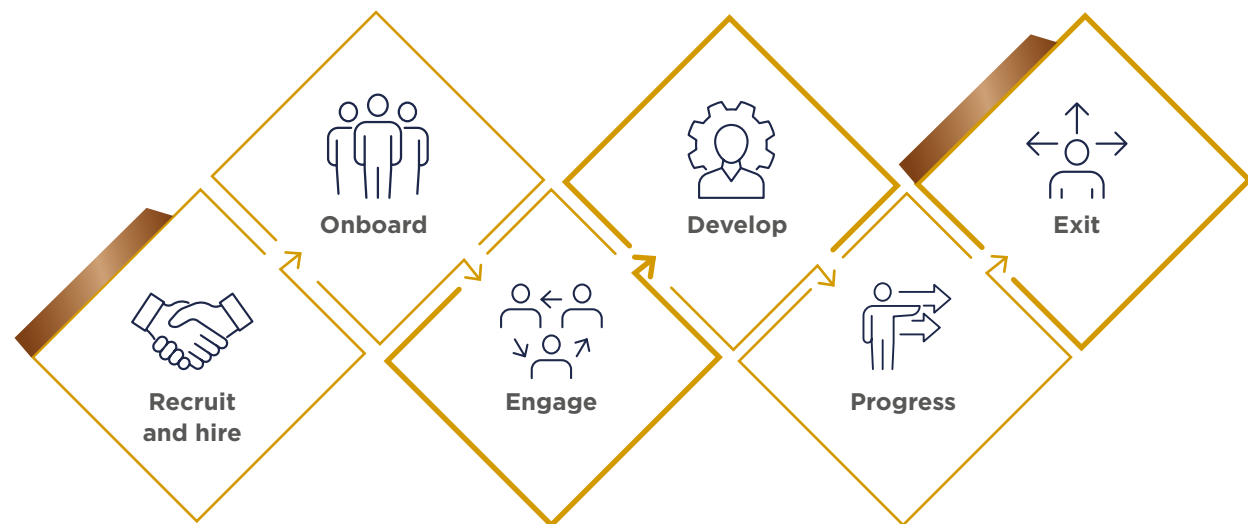 Recruit
and hire
Onboard
Engage
Develop
Progress
Exit